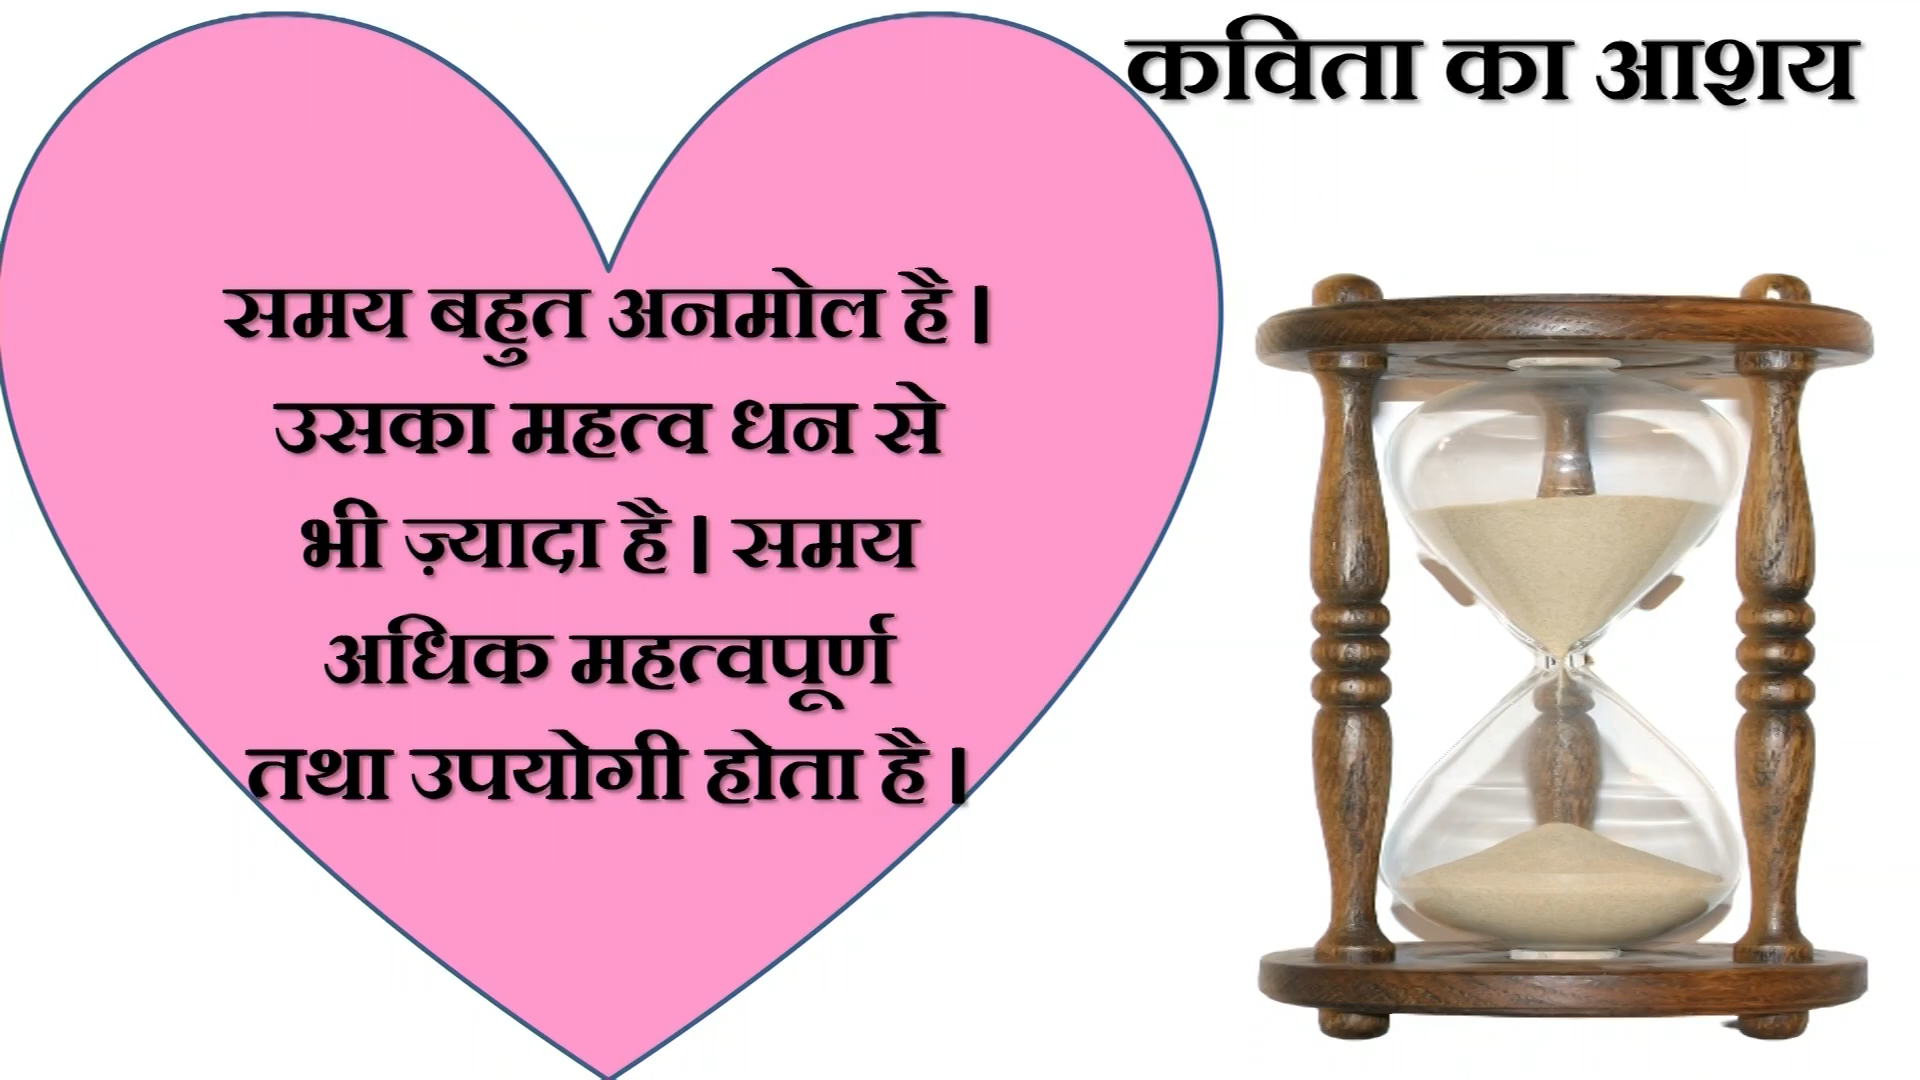 कविता का आशय
समय बहुत अनमोल है।
उसका महत्व धन से
भी ज़्यादा है। समय
अधिक महत्वपूर्ण
तथा उपयोगी होता है।